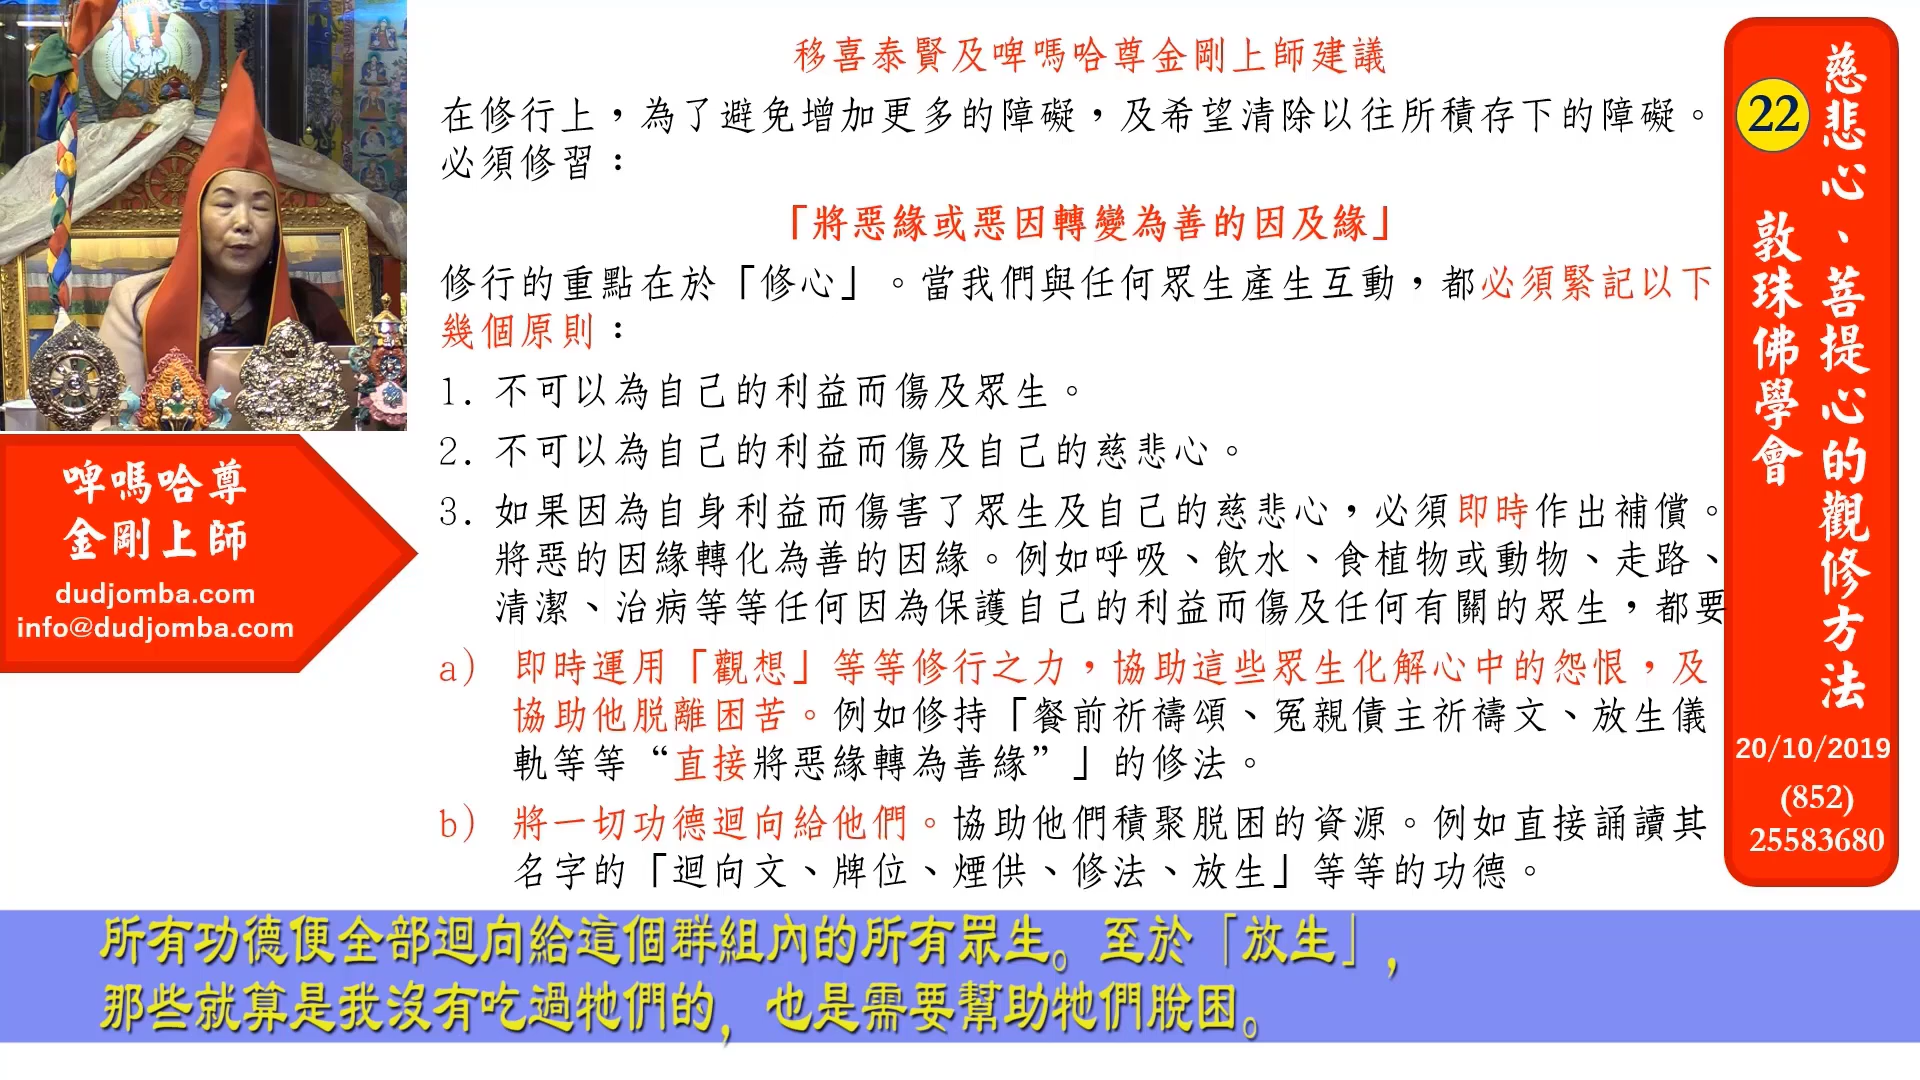 移喜泰賢及啤嗎哈尊金剛上師建議
在修行上，為了避免增加更多的障礙，及希望清除以往所積存下的障礙。
必須修習：
「將惡緣或惡因轉變為善的因及緣」
修行的重點在於「修心」。當我們與任何眾生產生互動，都必須緊記以下
幾個原則：
1. 不可以為自己的利益而傷及眾生。
2. 不可以為自己的利益而傷及自己的慈悲心。
3. 如果因為自身利益而傷害了眾生及自己的慈悲心，必須即時作出補償。
將惡的因緣轉化為善的因緣。例如呼吸、飲水、食植物或動物、走路、
清潔、治病等等任何因為保護自己的利益而傷及任何有關的眾生，都要
a) 即時運用「觀想」等等修行之力，協助這些眾生化解心中的怨恨，及
協助他脫離困苦。例如修持「餐前祈禱頌、冤親債主祈禱文、放生儀
軌等等“直接將惡緣轉為善緣”」的修法。
b) 將一切功德迴向給他們。協助他們積聚脫困的資源。例如直接誦讀其
名字的「迴向文、牌位、煙供、修法、放生」等等的功德。
啤嗎哈尊
金剛上師
dudjomba.com
info@dudjomba.com
慈悲心、菩提心的觀修方法
22
敦珠佛學會
20/10/2019
(852)
25583680
所有功德便全部迴向給這個群組內的所有眾生。至於「放生」，
那些就算是我沒有吃過牠們的，也是需要幫助牠們脫困。